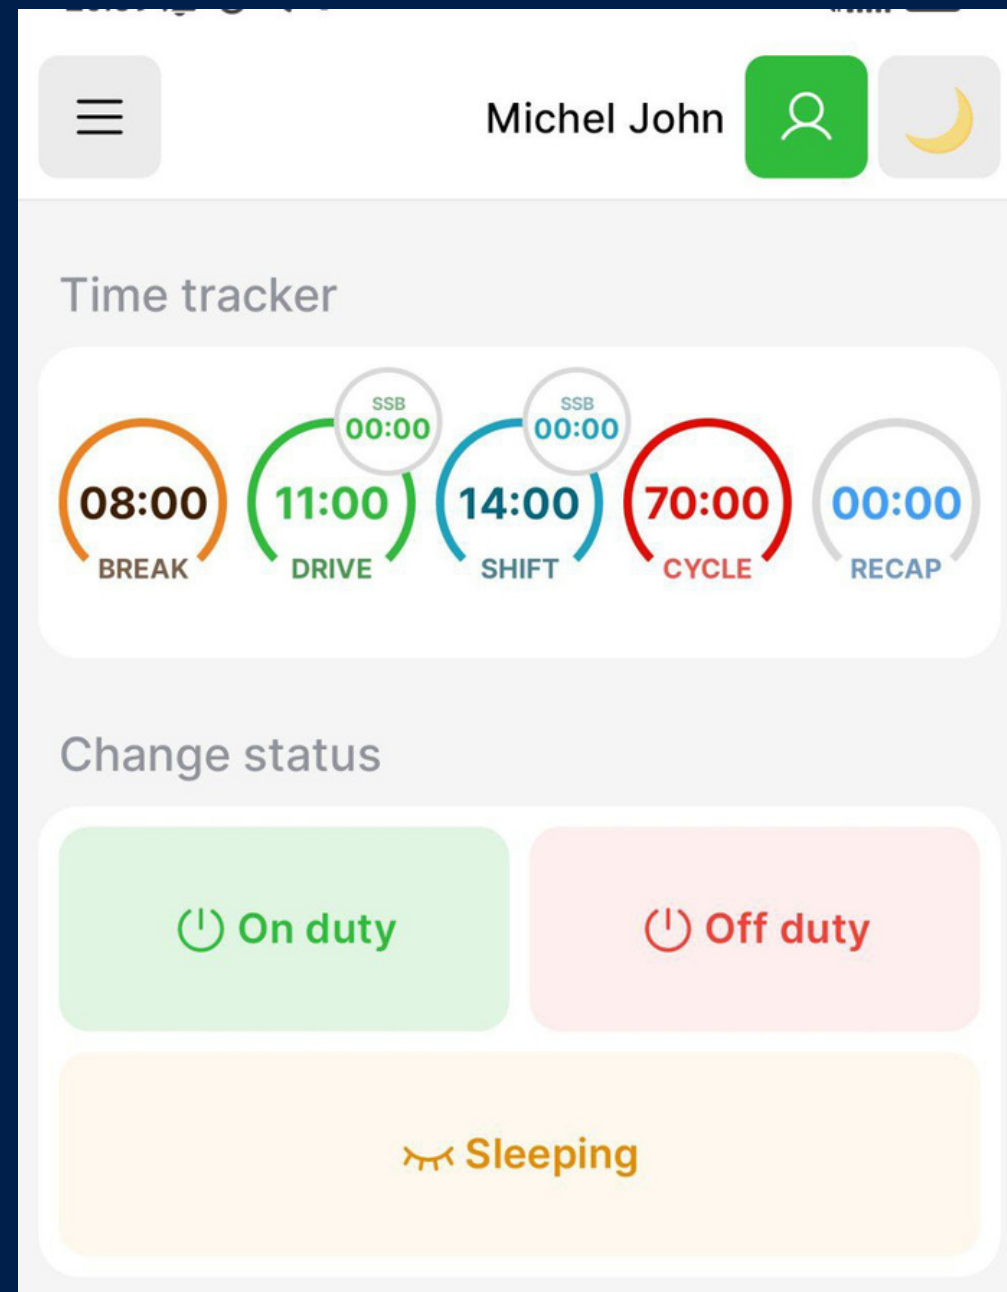 Michel John
Time tracker
SSB
00:00
SSB
00:00
08:00
11:00
14:00
70:00
00:00
BREAK
DRIVE
SHIFT
CYCLE
RECAP
Change status
On duty
Off duty
Sleeping